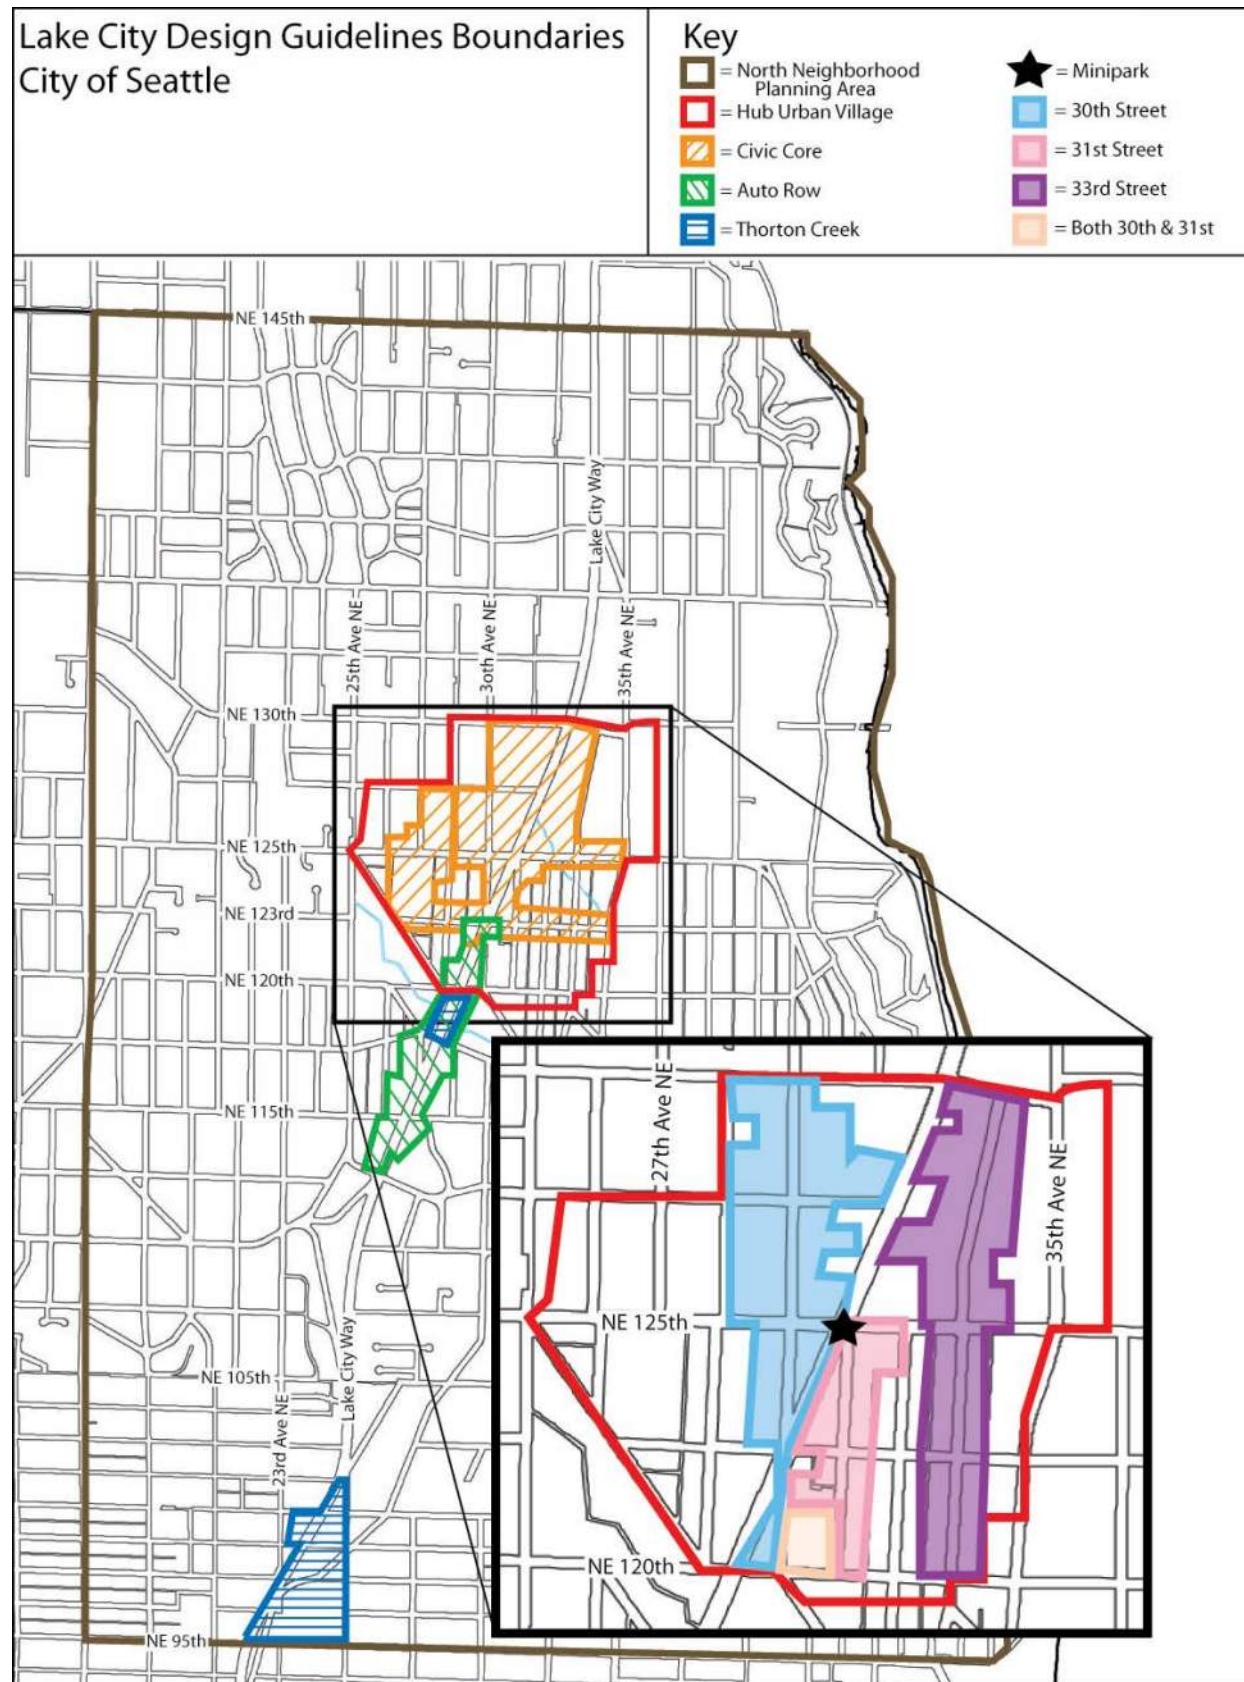 Lake City Design Guidelines Boundaries
City of Seattle
Key
= North Neighborhood
Planning Area
= Hub Urban Village
= Civic Core
= Auto Row
= Thorton Creek
= Minipark
= 30th Street
= 31st Street
= 33rd Street
= Both 30th & 31st
NE 145th
Lake City Way
25th Ave NE
3oth Ave NE
35th Ave NE
NE 130th
NE 125th
NE 123rd
NE 120th
NE 115th
27th Ave NE
35th Ave NE
NE 125th
NE 120th
Lake City Way
NE 105th
23rd Ave NE
NE 95th